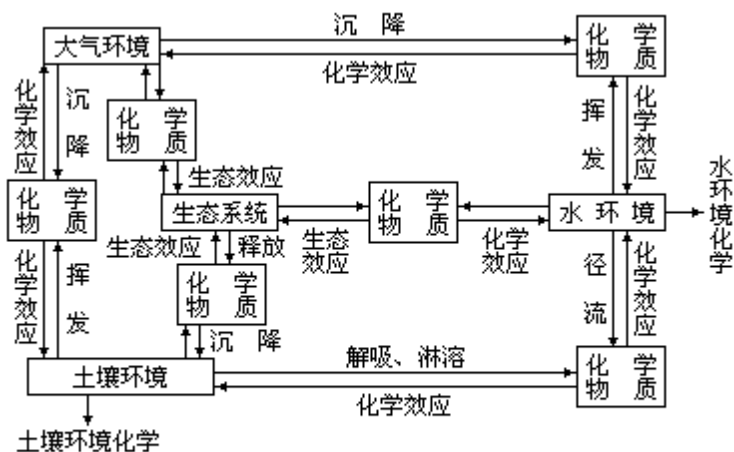 沉 降
大气环境
化 学
物 质
化学效应
化学效应
沉 降
化 学
物 质
挥 发
化学效应
水环境化学
生态效应
化 学
物 质
生态系统
化 学
物 质
水 环 境
生态效应
释放
生态
效应
化学
效应
化学效应
挥 发
化 学
物 质
径 流
化学效应
沉 降
解吸、淋溶
土壤环境
化 学
物 质
化学效应
土壤环境化学